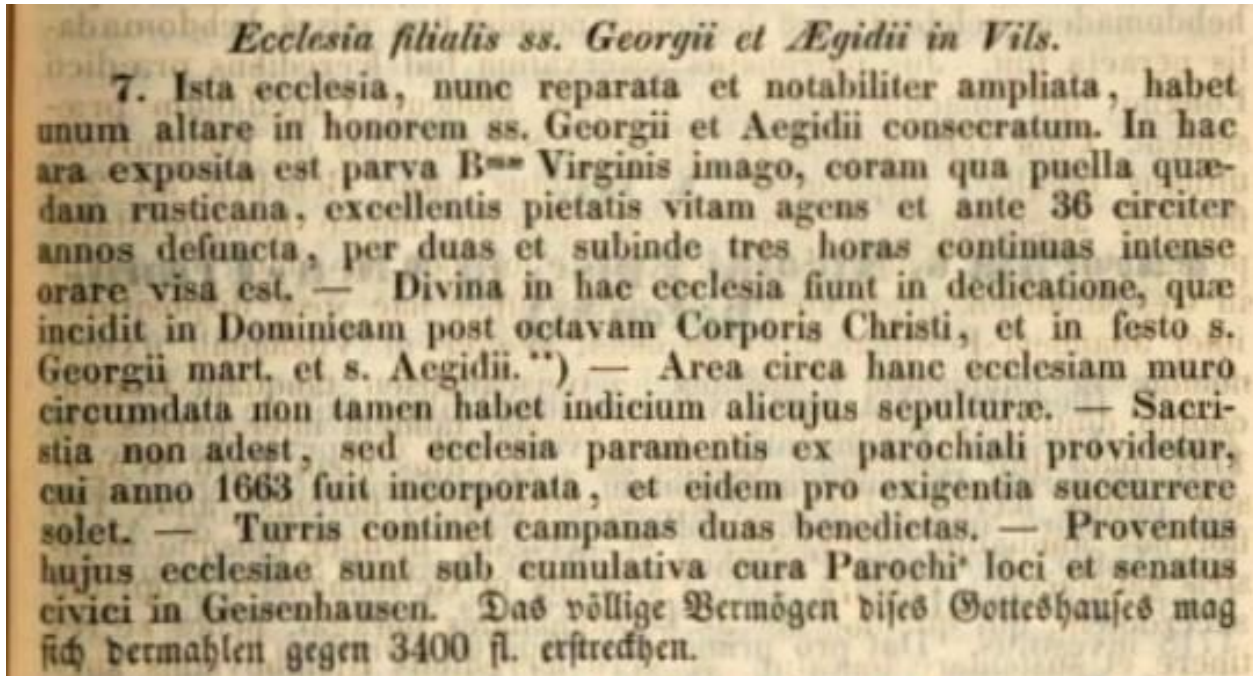 Ecclesia filialis ss. Georgii et Ægidii in Vils.
7. Ista ecclesia, nunc reparata et notabiliter ampliata, habet
unum altare in honorem ss. Georgii et Aegidii consecratum. In hac
ara exposita est parva Bmae Virginis imago, coram qua puella quæ-
dam rusticana, excellentis pietatis vitam agens et ante 36 circiter
annos defuncta, per duas et subinde tres horas continuas intense
orare visa est. — Divina in hac ecclesia fiunt in dedicatione, quæ
incidit in Dominicam post octavam Corporis Christi, et in festo s.
Georgii mart. et s. Aegidii. **) — Area circa hanc ecclesiam muro
circumdata non tamen habet indicium alicujus sepulturæ. — Sacri-
stia non adest, sed ecclesia paramentis ex parochiali providetur,
cui anno 1663 fuit incorporata, et eidem pro exigentia succurrere
solet. — Turris continet campanas duas benedictas. — Proventus
hujus ecclesiae sunt sub cumulativa cura Parochi loci et senatus
civici in Geisenhausen. Das völlige Vermögen dises Gotteshauses mag
sich dermahlen gegen 3400 fl. erstreckhen.